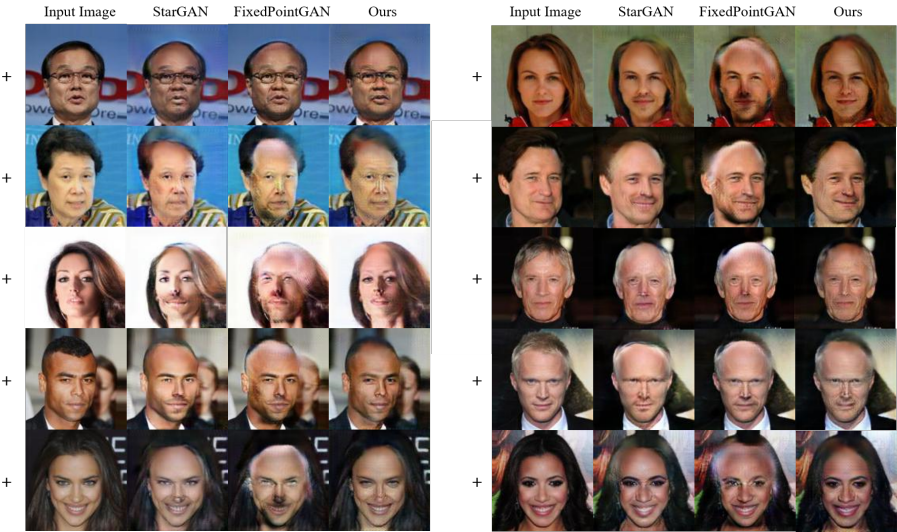 Input Image StarGAN FixedPointGAN Ours
Input Image StarGAN FixedPointGAN Ours
+ +
+ +
+ +
+ +
+ +